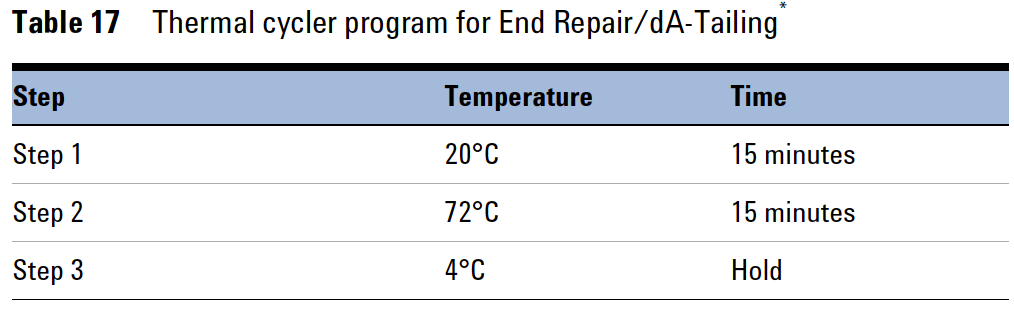 Table 17 Thermal cycler program for End Repair/dA-Tailing*
Step Temperature Time
Step 1 20°C 15 minutes
Step 2 72°C 15 minutes
Step 3 4°C Hold